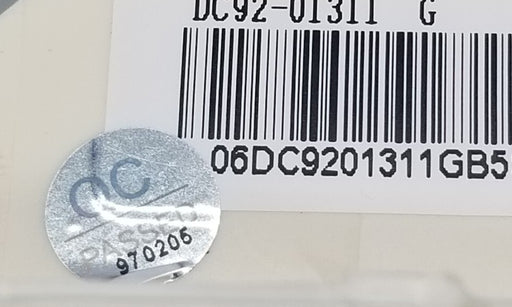 DC92-01311 G
06DC9201311GB5
QC
PASSED
970206